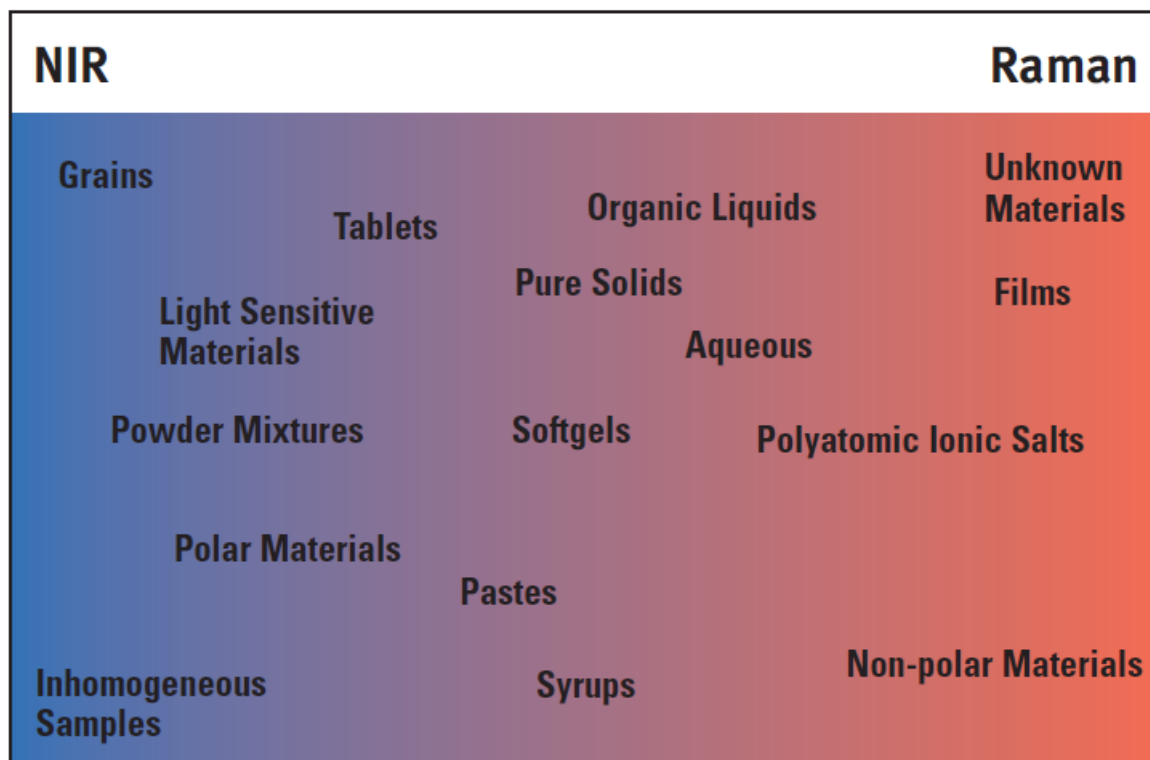 NIR
Raman
Grains
Unknown
Materials
Tablets
Organic Liquids
Pure Solids
Films
Light Sensitive
Materials
Aqueous
Powder Mixtures
Softgels
Polyatomic Ionic Salts
Polar Materials
Pastes
Inhomogeneous
Samples
Syrups
Non-polar Materials